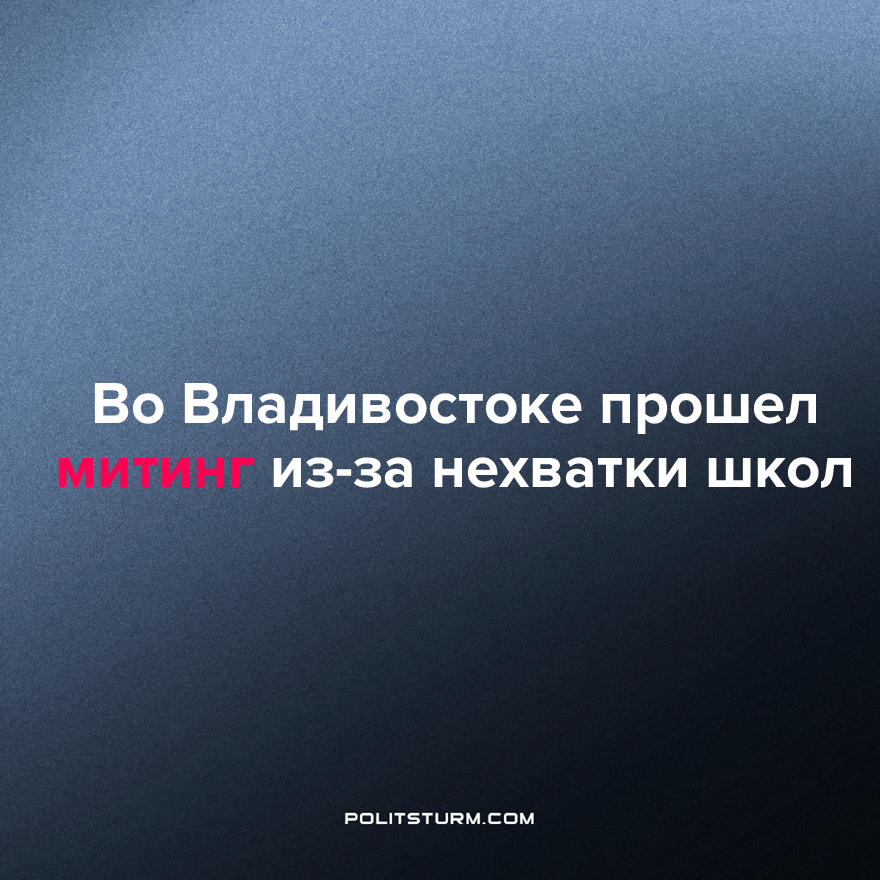 Во Владивостоке прошел
митинг из-за нехватки школ
POLITSTURM.COM